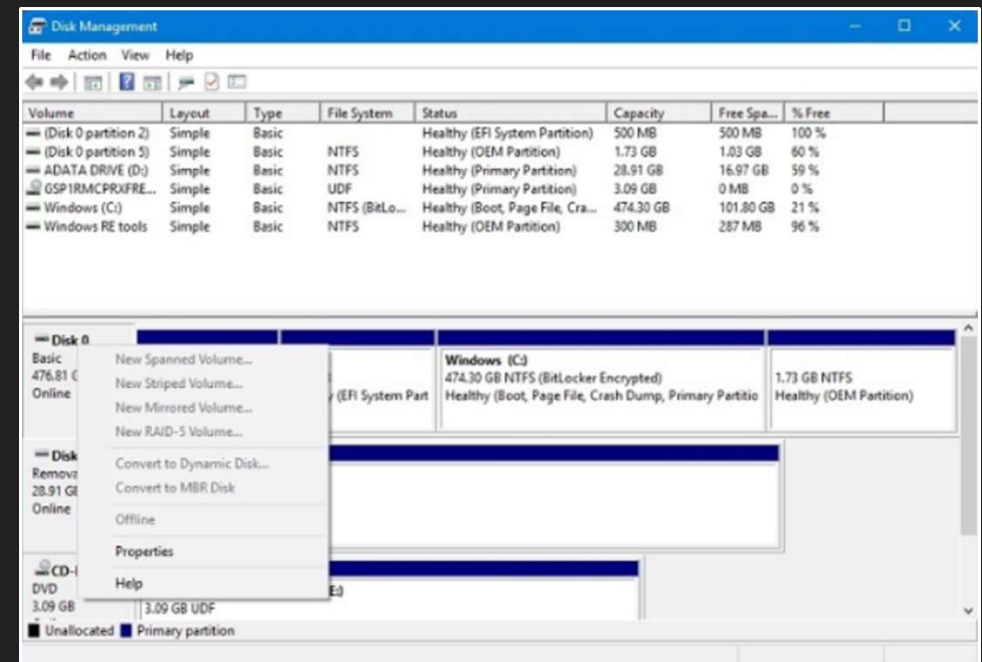 Disk Management
File Action View Help
Volume Layout Type File System Status Capacity Free Spa... % Free
(Disk 0 partition 2) Simple Basic Healthy (EFI System Partition) 500 MB 500 MB 100 %
(Disk 0 partition 5) Simple Basic NTFS Healthy (OEM Partition) 1.73 GB 1.03 GB 60 %
ADATA DRIVE (D:) Simple Basic NTFS Healthy (Primary Partition) 28.91 GB 16.97 GB 59 %
GSP1RMCPRXFRE... Simple Basic UDF Healthy (Primary Partition) 3.09 GB 0 MB 0 %
Windows (C:) Simple Basic NTFS (BitLo... Healthy (Boot, Page File, Cra... 474.30 GB 101.80 GB 21 %
Windows RE tools Simple Basic NTFS Healthy (OEM Partition) 300 MB 287 MB 96 %
Disk 0
Basic
476.81 G
Online
New Spanned Volume...
New Striped Volume...
New Mirrored Volume...
New RAID-5 Volume...
Convert to Dynamic Disk...
Convert to MBR Disk
Offline
Properties
Help
(EFI System Part
Windows (C:)
474.30 GB NTFS (BitLocker Encrypted)
Healthy (Boot, Page File, Crash Dump, Primary Partitio
1.73 GB NTFS
Healthy (OEM Partition)
Disk
Remova
28.91 GB
Online
CD-
DVD
3.09 GB
E:)
3.09 GB UDF
Unallocated Primary partition